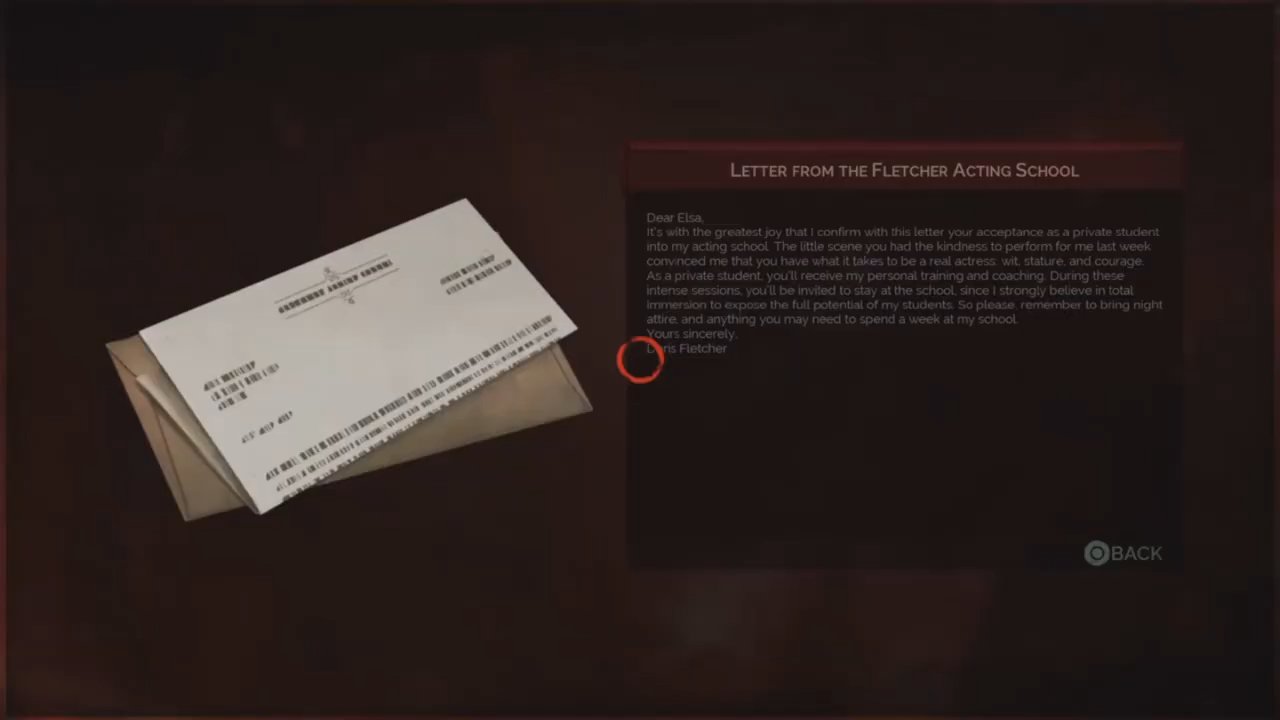 Letter from the Fletcher Acting School
Dear Elsa,
It's with the greatest joy that I confirm with this letter your acceptance as a private student
into my acting school. The little scene you had the kindness to perform for me last week
convinced me that you have what it takes to be a real actress: wit, stature, and courage.
As a private student, you'll receive my personal training and coaching. During these
intense sessions, you'll be invited to stay at the school, since I strongly believe in total
immersion to expose the full potential of my students. So please, remember to bring night
attire, and anything you may need to spend a week at my school.
Yours sincerely,
Doris Fletcher
BACK